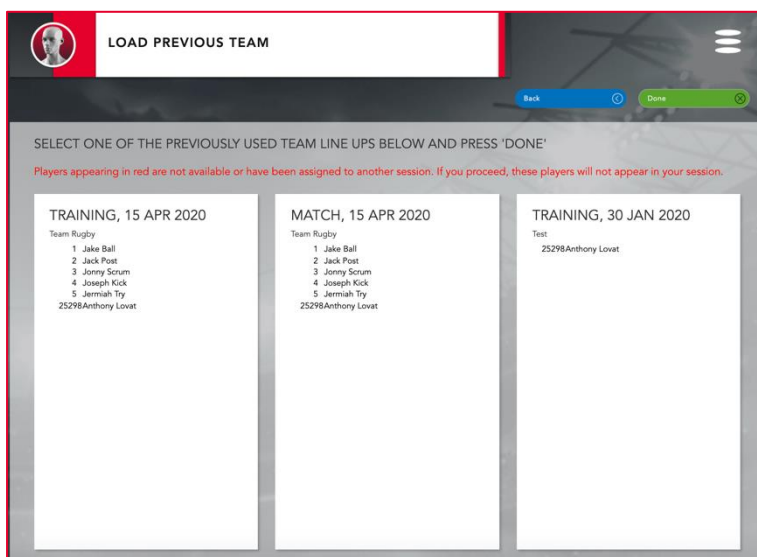 LOAD PREVIOUS TEAM
Back
Done
SELECT ONE OF THE PREVIOUSLY USED TEAM LINE UPS BELOW AND PRESS 'DONE'
Players appearing in red are not available or have been assigned to another session. If you proceed, these players will not appear in your session.
TRAINING, 15 APR 2020
Team Rugby
1 Jake Ball
2 Jack Post
3 Jonny Scrum
4 Joseph Kick
5 Jermiah Try
25298Anthony Lovat
MATCH, 15 APR 2020
Team Rugby
1 Jake Ball
2 Jack Post
3 Jonny Scrum
4 Joseph Kick
5 Jermiah Try
25298Anthony Lovat
TRAINING, 30 JAN 2020
Test
25298Anthony Lovat